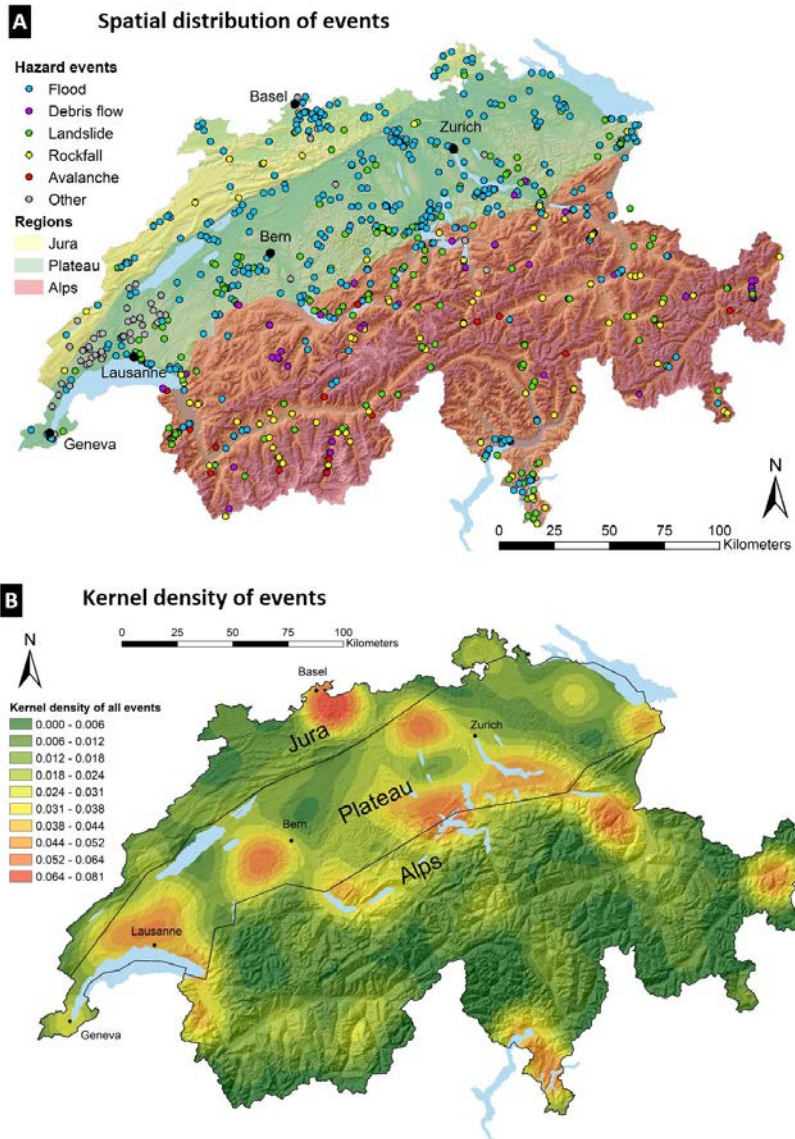 A Spatial distribution of events
Hazard events
Flood
Debris flow
Landslide
Rockfall
Avalanche
Other
Regions
Jura
Plateau
Alps
Basel
Zurich
Bern
Lausanne
Geneva
N
0 25 50 75 100
Kilometers
B Kernel density of events
N
0 25 50 75 100
Kilometers
Kernel density of all events
0.000 - 0.006
0.006 - 0.012
0.012 - 0.018
0.018 - 0.024
0.024 - 0.031
0.031 - 0.038
0.038 - 0.044
0.044 - 0.052
0.052 - 0.064
0.064 - 0.081
Basel
Jura
Zurich
Plateau
Bern
Alps
Lausanne
Geneva